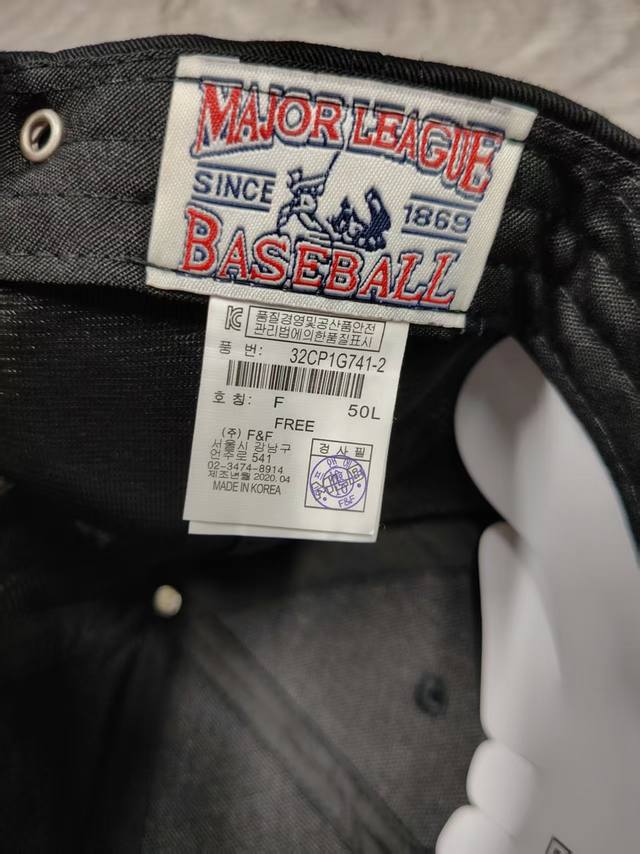 MAJOR LEAGUE
SINCE 1869
BASEBALL
품질경영및공산품안전
관리법에의한품질표시
품 번: 32CP1G741-2
호 칭: F 50L
FREE
(주) F&F
서울시 강남구
언주로 541
02-3474-8914
제조년월 2020.04
MADE IN KOREA
검 사 필
F&F